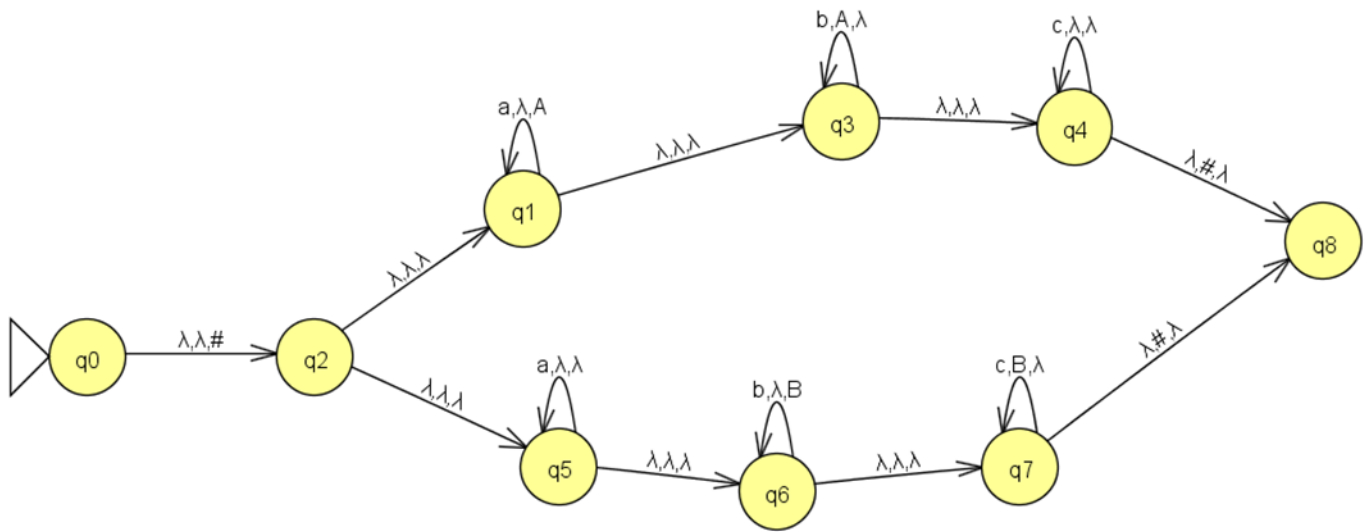 b,A,λ
c,λ,λ
a,λ,A
q3
λ,λ,λ
q4
λ,λ,λ
λ,#,λ
q1
q8
λ,λ,λ
λ,λ,#
q0
q2
λ,#,λ
a,λ,λ
b,λ,B
c,B,λ
λ,λ,λ
q5
λ,λ,λ
q6
λ,λ,λ
q7